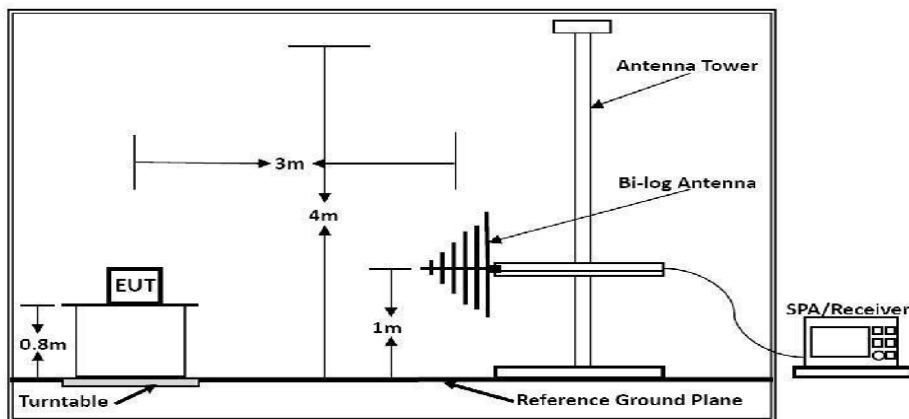 Antenna Tower
3m
Bi-log Antenna
4m
EUT
SPA/Receiver
0.8m
1m
Turntable
Reference Ground Plane